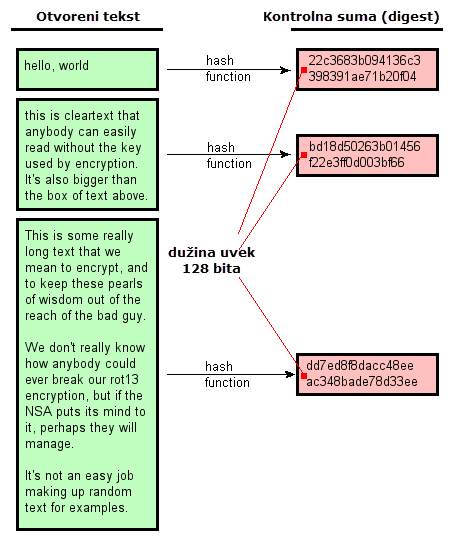 Otvoreni tekst
Kontrolna suma (digest)
hello, world
hash
function
22c3683b094136c3
398391ae71b20f04
this is cleartext that
anybody can easily
read without the key
used by encryption.
It's also bigger than
the box of text above.
hash
function
bd18d50263b01456
f22e3ff0d003bf66
dužina uvek
128 bita
This is some really
long text that we
mean to encrypt, and
to keep these pearls
of wisdom out of the
reach of the bad guy.
We don't really know
how anybody could
ever break our rot13
encryption, but if the
NSA puts its mind to
it, perhaps they will
manage.
It's not an easy job
making up random
text for examples.
hash
function
dd7ed8f8dacc48ee
ac348bade78d33ee